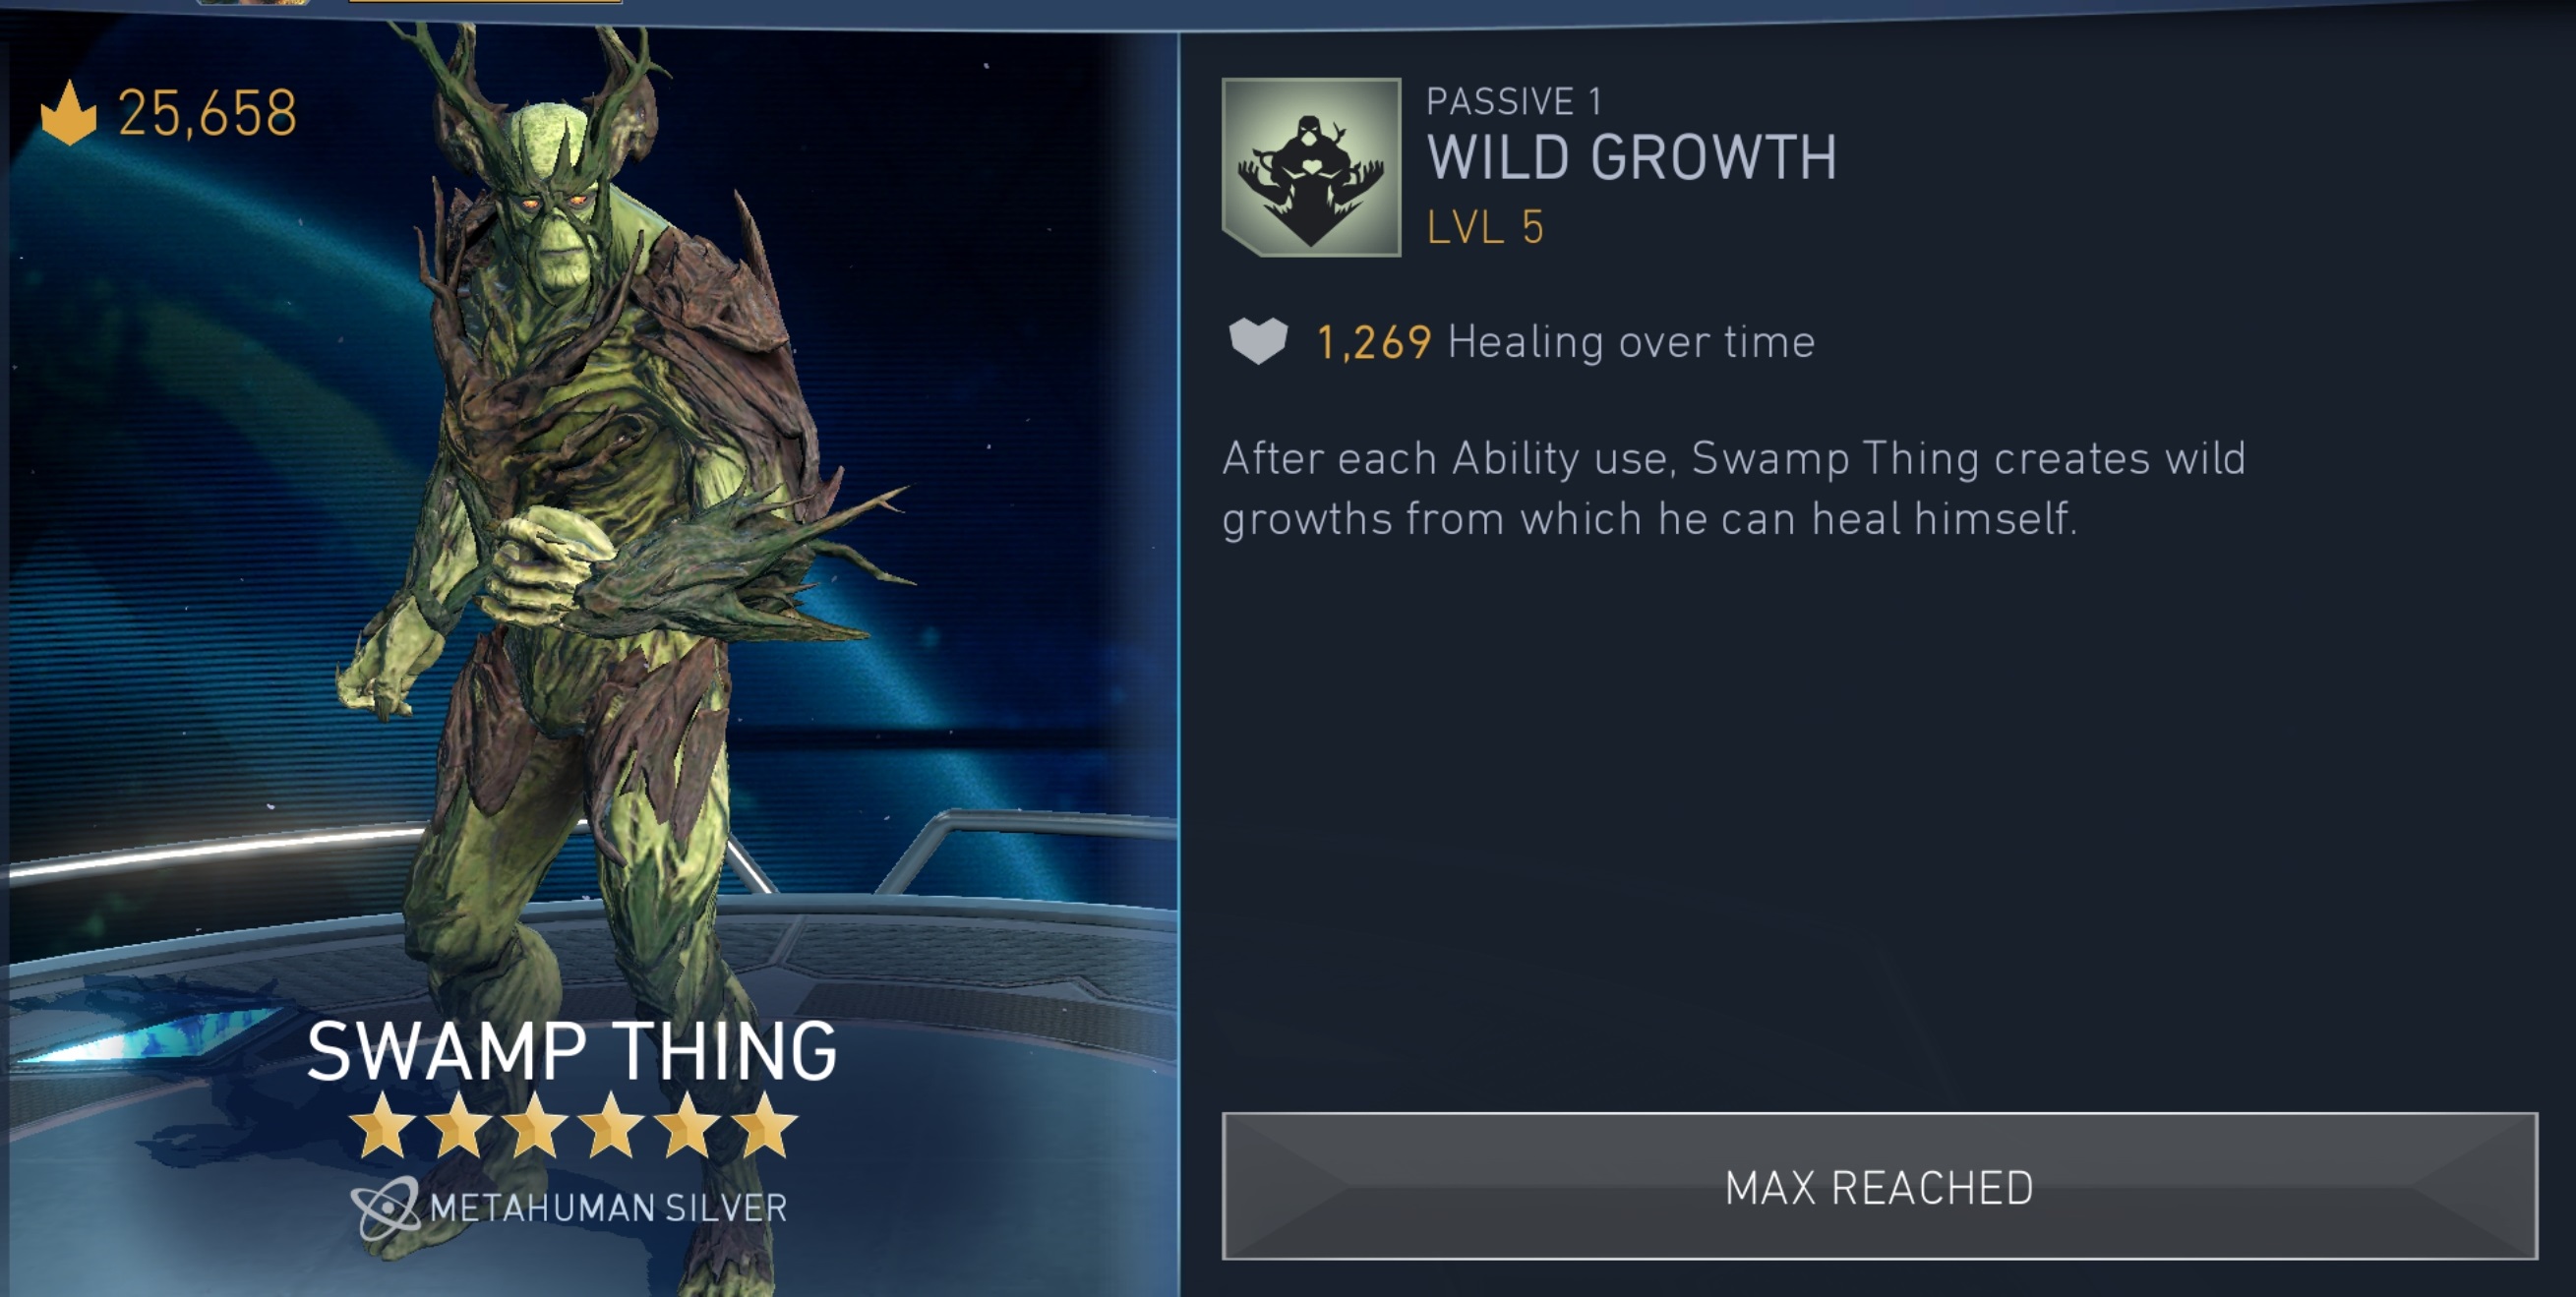 25,658
SWAMP THING
METAHUMAN SILVER
PASSIVE 1
WILD GROWTH
LVL 5
1,269 Healing over time
After each Ability use, Swamp Thing creates wild
growths from which he can heal himself.
MAX REACHED